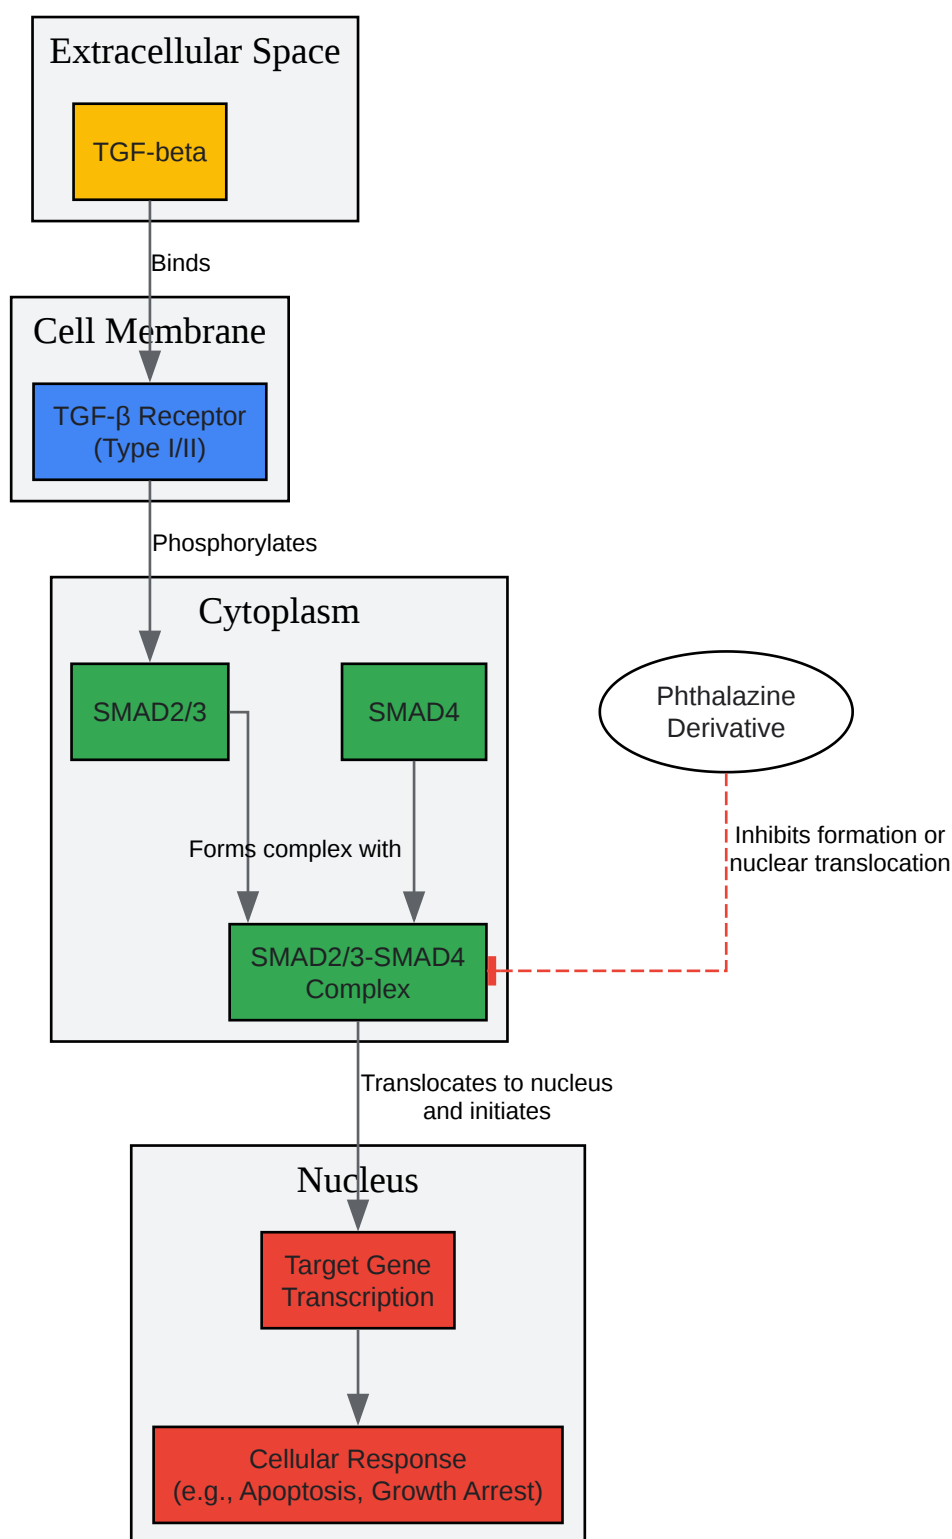 Extracellular Space
TGF-beta
Binds
Cell Membrane
TGF-β Receptor
(Type I/II)
Phosphorylates
Cytoplasm
SMAD2/3
SMAD4
Phthalazine
Derivative
Forms complex with
Inhibits formation or
nuclear translocation
SMAD2/3-SMAD4
Complex
Translocates to nucleus
and initiates
Nucleus
Target Gene
Transcription
Cellular Response
(e.g., Apoptosis, Growth Arrest)